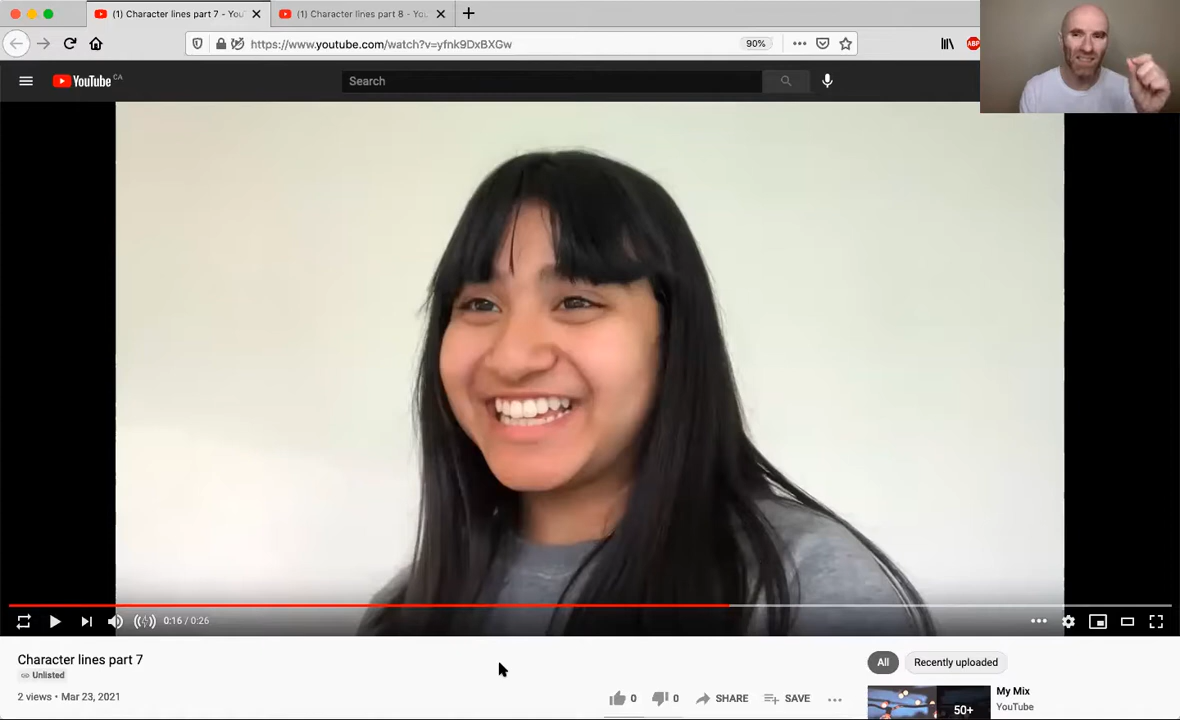 (1) Character lines part 7 - You
(1) Character lines part 8 - You
https://www.youtube.com/watch?v=yfnk9DxBXGw
90%
ABP
YouTube CA
Search
0:16 / 0:26
Character lines part 7
Unlisted
2 views • Mar 23, 2021
0
0
SHARE
SAVE
All
Recently uploaded
50+
My Mix
YouTube